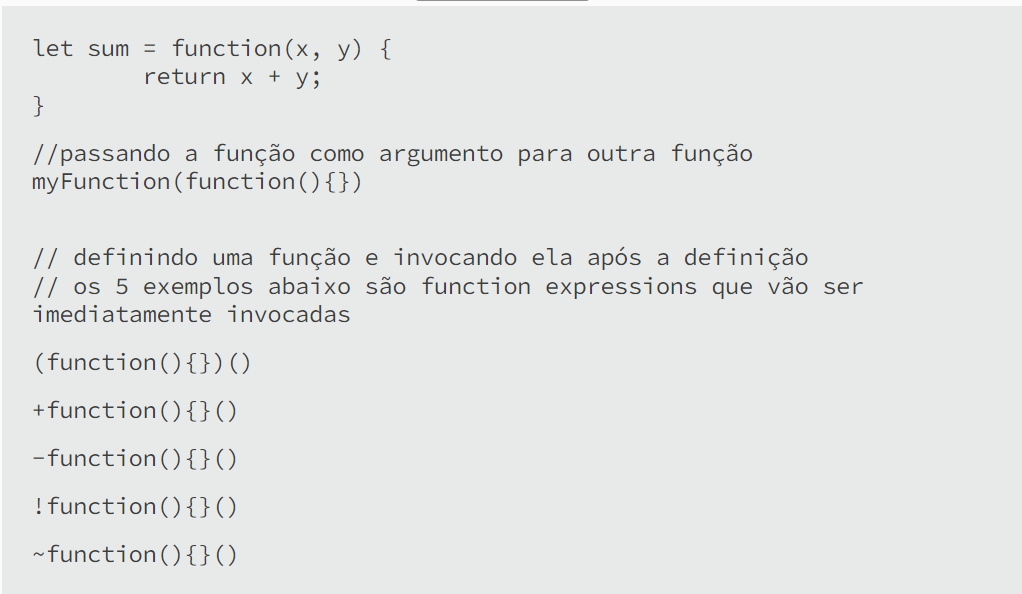 let sum = function(x, y) {
        return x + y;
}
//passando a função como argumento para outra função
myFunction(function(){})
// definindo uma função e invocando ela após a definição
// os 5 exemplos abaixo são function expressions que vão ser
imediatamente invocadas
(function(){})()
+function(){}()
-function(){}()
!function(){}()
~function(){}()